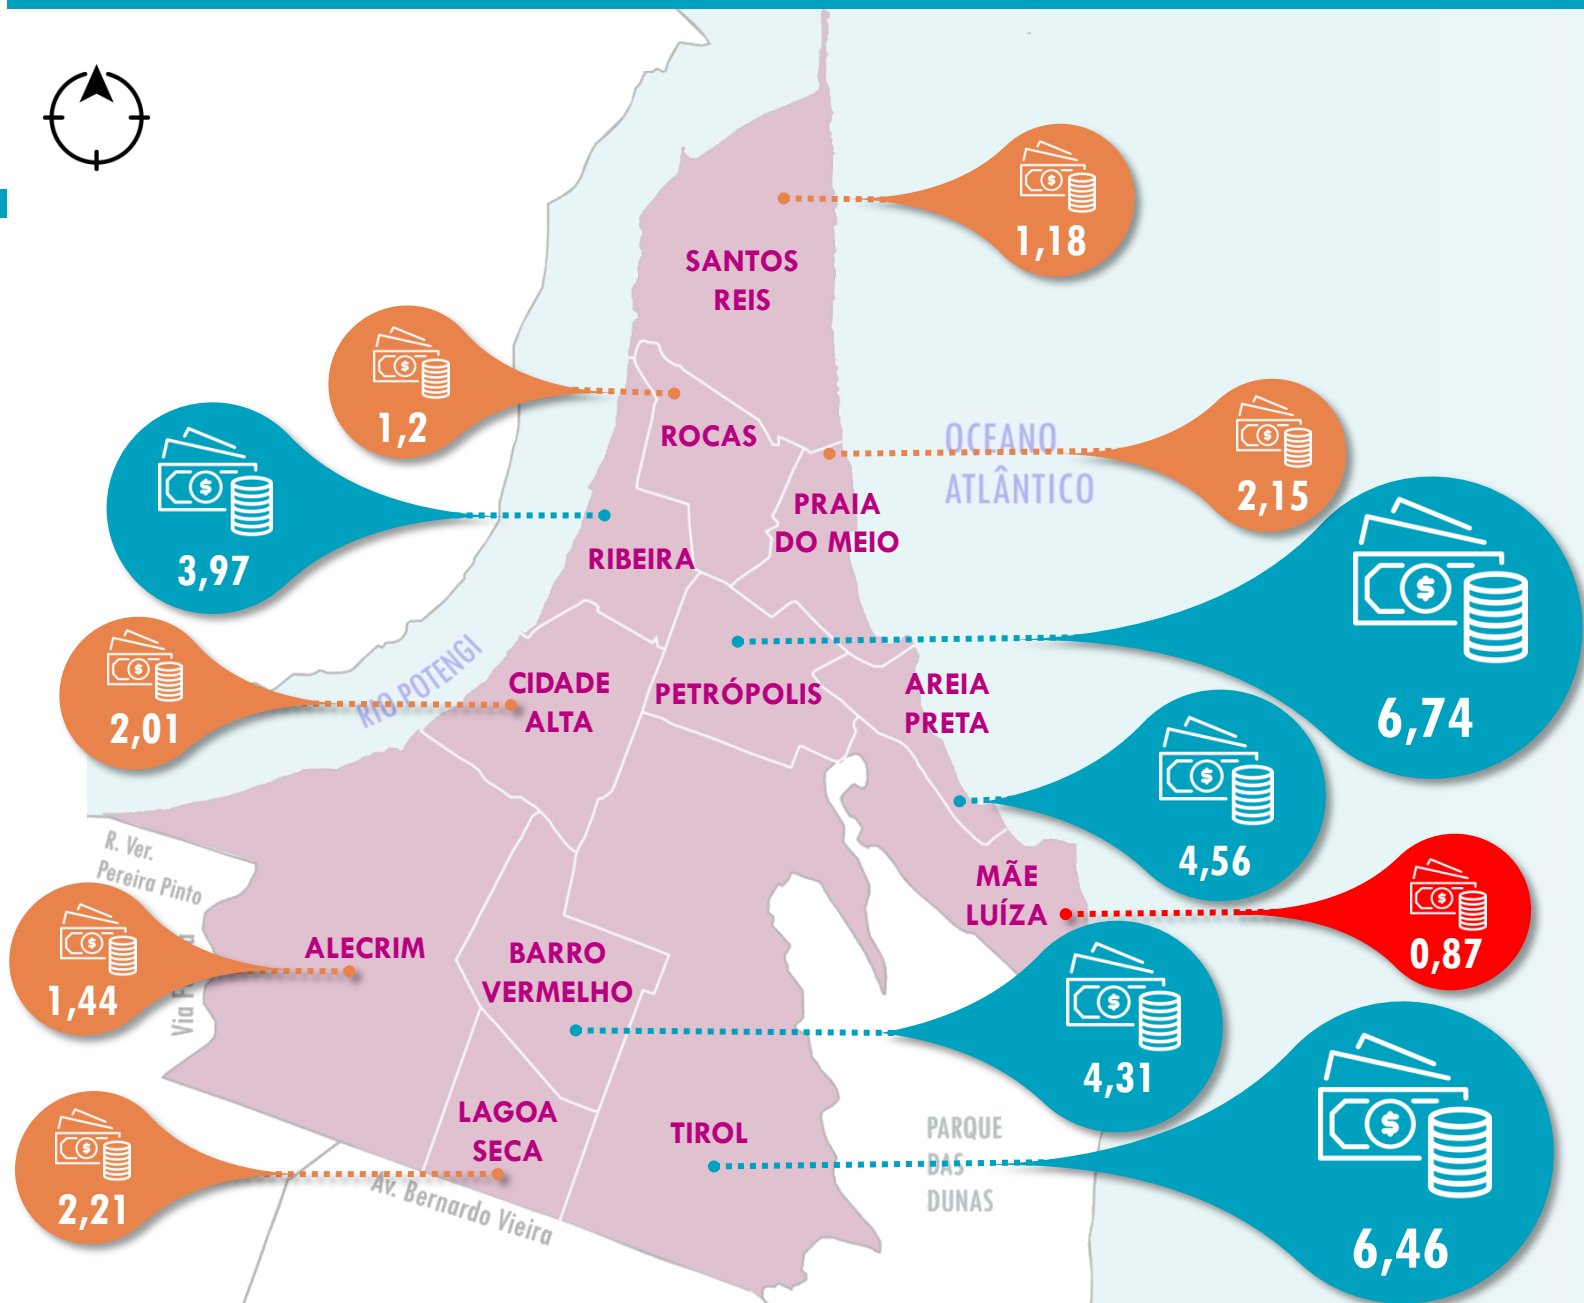 1,18
SANTOS
REIS
1,2
ROCAS
OCEANO
ATLÂNTICO
2,15
PRAIA
DO MEIO
3,97
RIBEIRA
6,74
RIO POTENGI
2,01
CIDADE
ALTA
PETRÓPOLIS
AREIA
PRETA
4,56
R. Ver.
Pereira Pinto
MÃE
LUÍZA
0,87
ALECRIM
BARRO
VERMELHO
1,44
Via
4,31
LAGOA
SECA
TIROL
PARQUE
DAS
DUNAS
2,21
Av. Bernardo Vieira
6,46